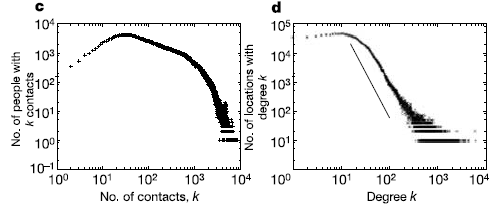 c
No. of people with
k contacts
10^4
10^3
10^2
10^1
10^0
10^-1
10^0 10^1 10^2 10^3 10^4
No. of contacts, k
d
No. of locations with
degree k
10^5
10^4
10^3
10^2
10^1
10^0 10^1 10^2 10^3 10^4
Degree k